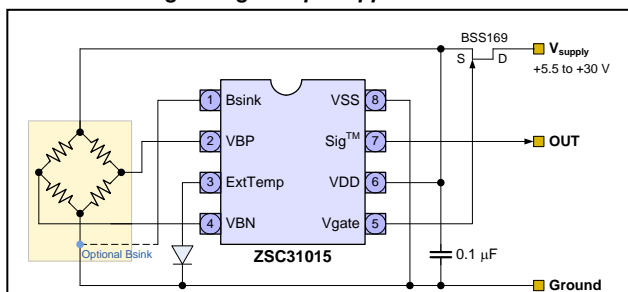 BSS169
S D
Vsupply
+5.5 to +30 V
1 Bsink VSS 8
2 VBP Sig™ 7 OUT
3 ExtTemp VDD 6
4 VBN Vgate 5
Optional Bsink
ZSC31015
0.1 µF
Ground